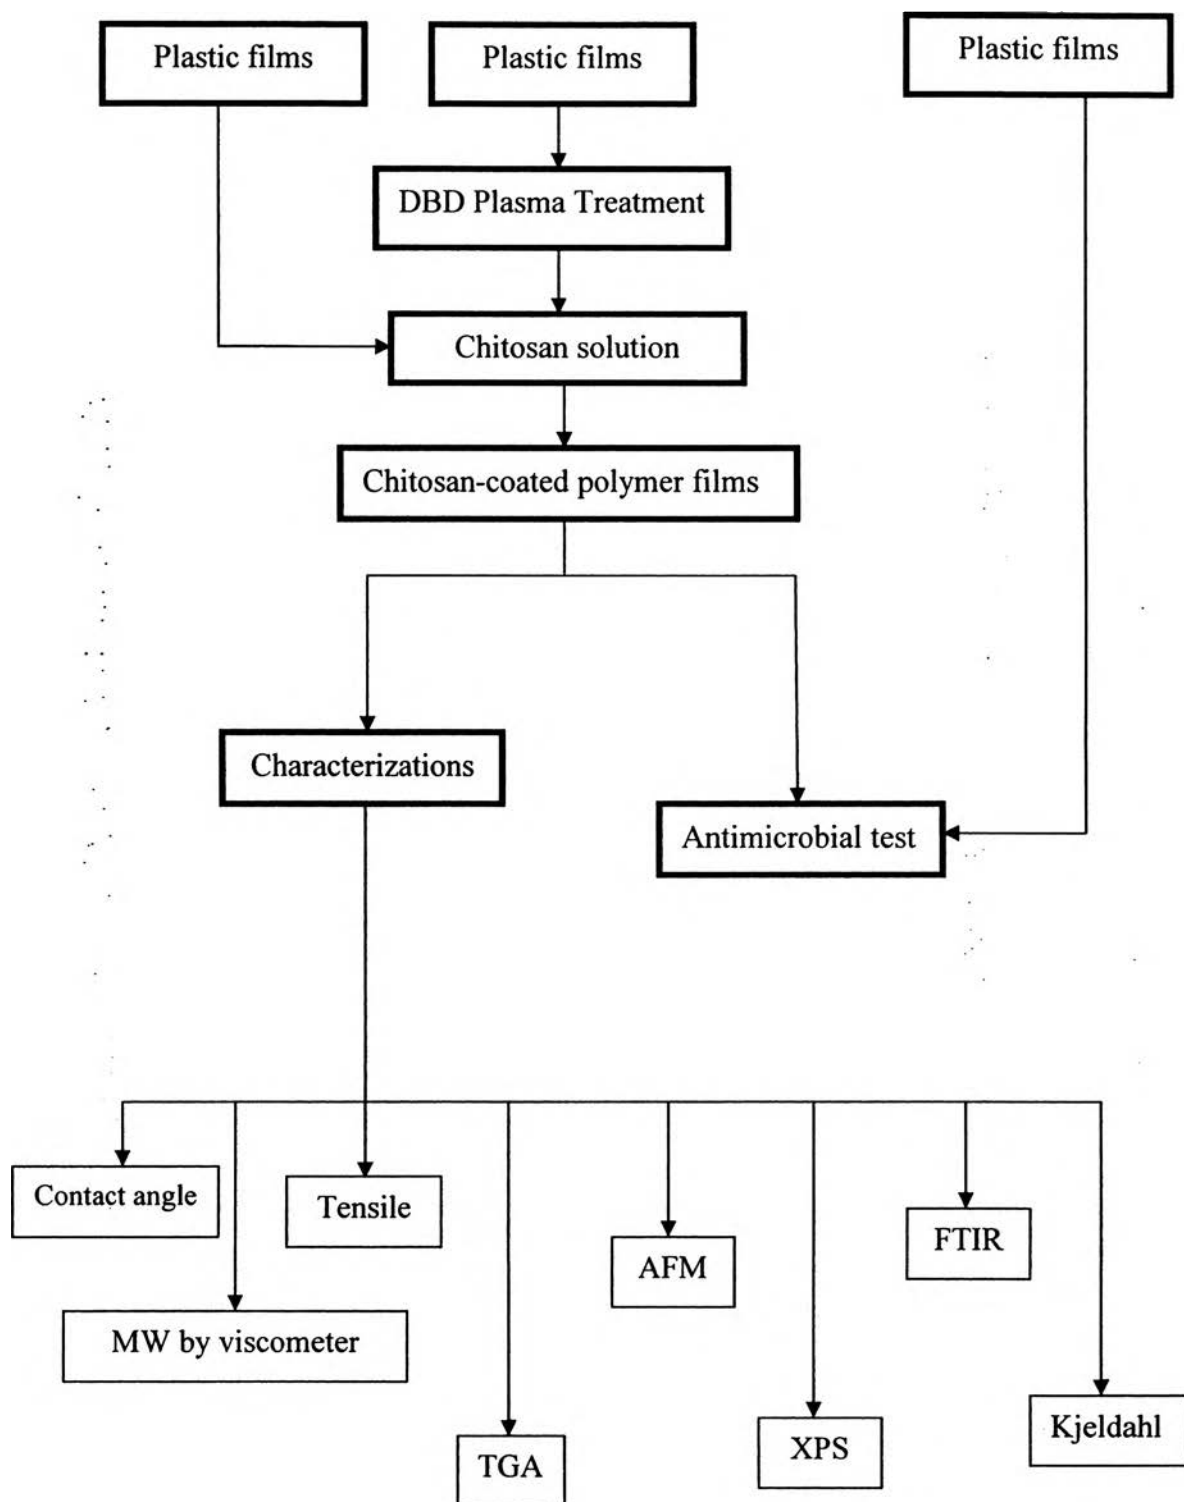 Plastic films
Plastic films
Plastic films
DBD Plasma Treatment
Chitosan solution
Chitosan-coated polymer films
Characterizations
Antimicrobial test
Contact angle
Tensile
FTIR
AFM
MW by viscometer
Kjeldahl
XPS
TGA